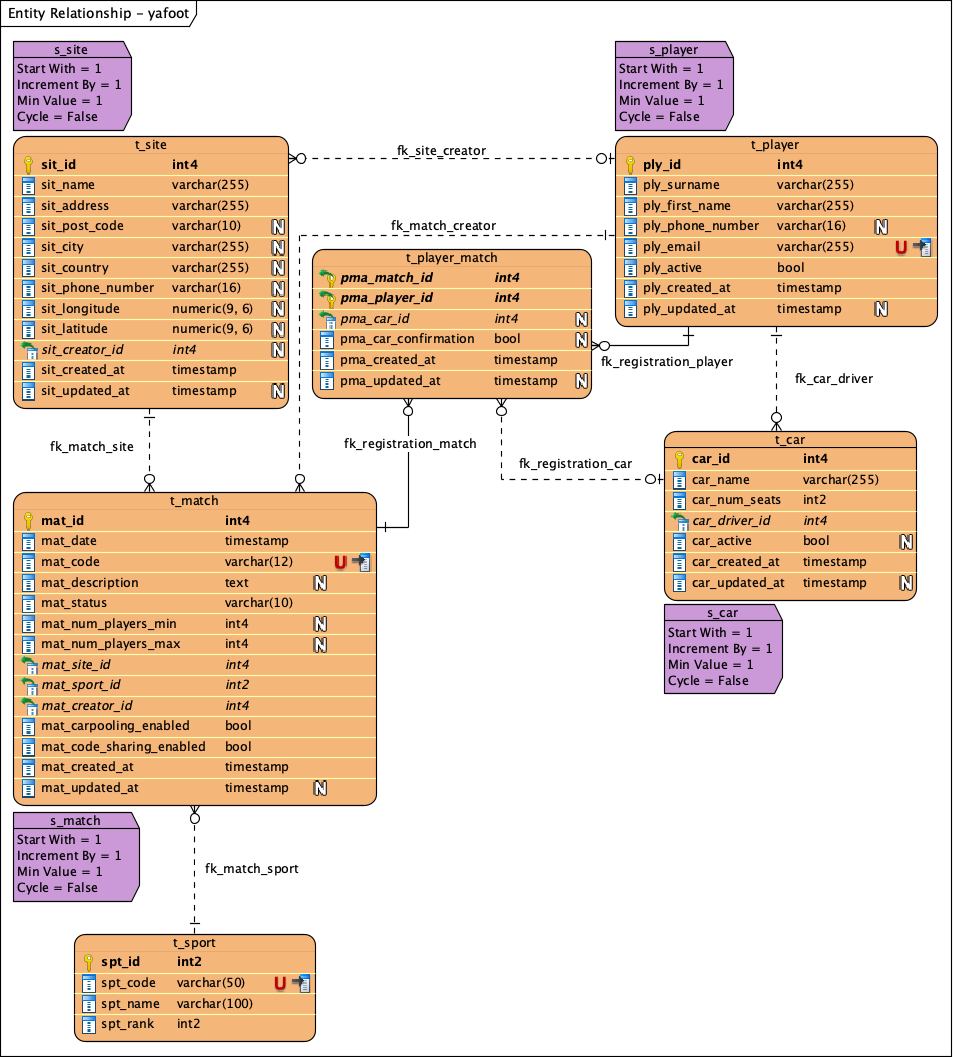 Entity Relationship - yafoot
s_site
Start With = 1
Increment By = 1
Min Value = 1
Cycle = False
s_player
Start With = 1
Increment By = 1
Min Value = 1
Cycle = False
t_site
sit_id int4
sit_name varchar(255)
sit_address varchar(255)
sit_post_code varchar(10) N
sit_city varchar(255) N
sit_country varchar(255) N
sit_phone_number varchar(16) N
sit_longitude numeric(9, 6) N
sit_latitude numeric(9, 6) N
sit_creator_id int4 N
sit_created_at timestamp
sit_updated_at timestamp N
fk_site_creator
t_player
ply_id int4
ply_surname varchar(255)
ply_first_name varchar(255)
ply_phone_number varchar(16) N
ply_email varchar(255) U
ply_active bool
ply_created_at timestamp
ply_updated_at timestamp N
fk_match_creator
t_player_match
pma_match_id int4
pma_player_id int4
pma_car_id int4 N
pma_car_confirmation bool N
pma_created_at timestamp
pma_updated_at timestamp N
fk_registration_player
fk_car_driver
fk_match_site
fk_registration_match
fk_registration_car
t_car
car_id int4
car_name varchar(255)
car_num_seats int2
car_driver_id int4
car_active bool N
car_created_at timestamp
car_updated_at timestamp N
s_car
Start With = 1
Increment By = 1
Min Value = 1
Cycle = False
t_match
mat_id int4
mat_date timestamp
mat_code varchar(12) U
mat_description text N
mat_status varchar(10)
mat_num_players_min int4 N
mat_num_players_max int4 N
mat_site_id int4
mat_sport_id int2
mat_creator_id int4
mat_carpooling_enabled bool
mat_code_sharing_enabled bool
mat_created_at timestamp
mat_updated_at timestamp N
s_match
Start With = 1
Increment By = 1
Min Value = 1
Cycle = False
fk_match_sport
t_sport
spt_id int2
spt_code varchar(50) U
spt_name varchar(100)
spt_rank int2